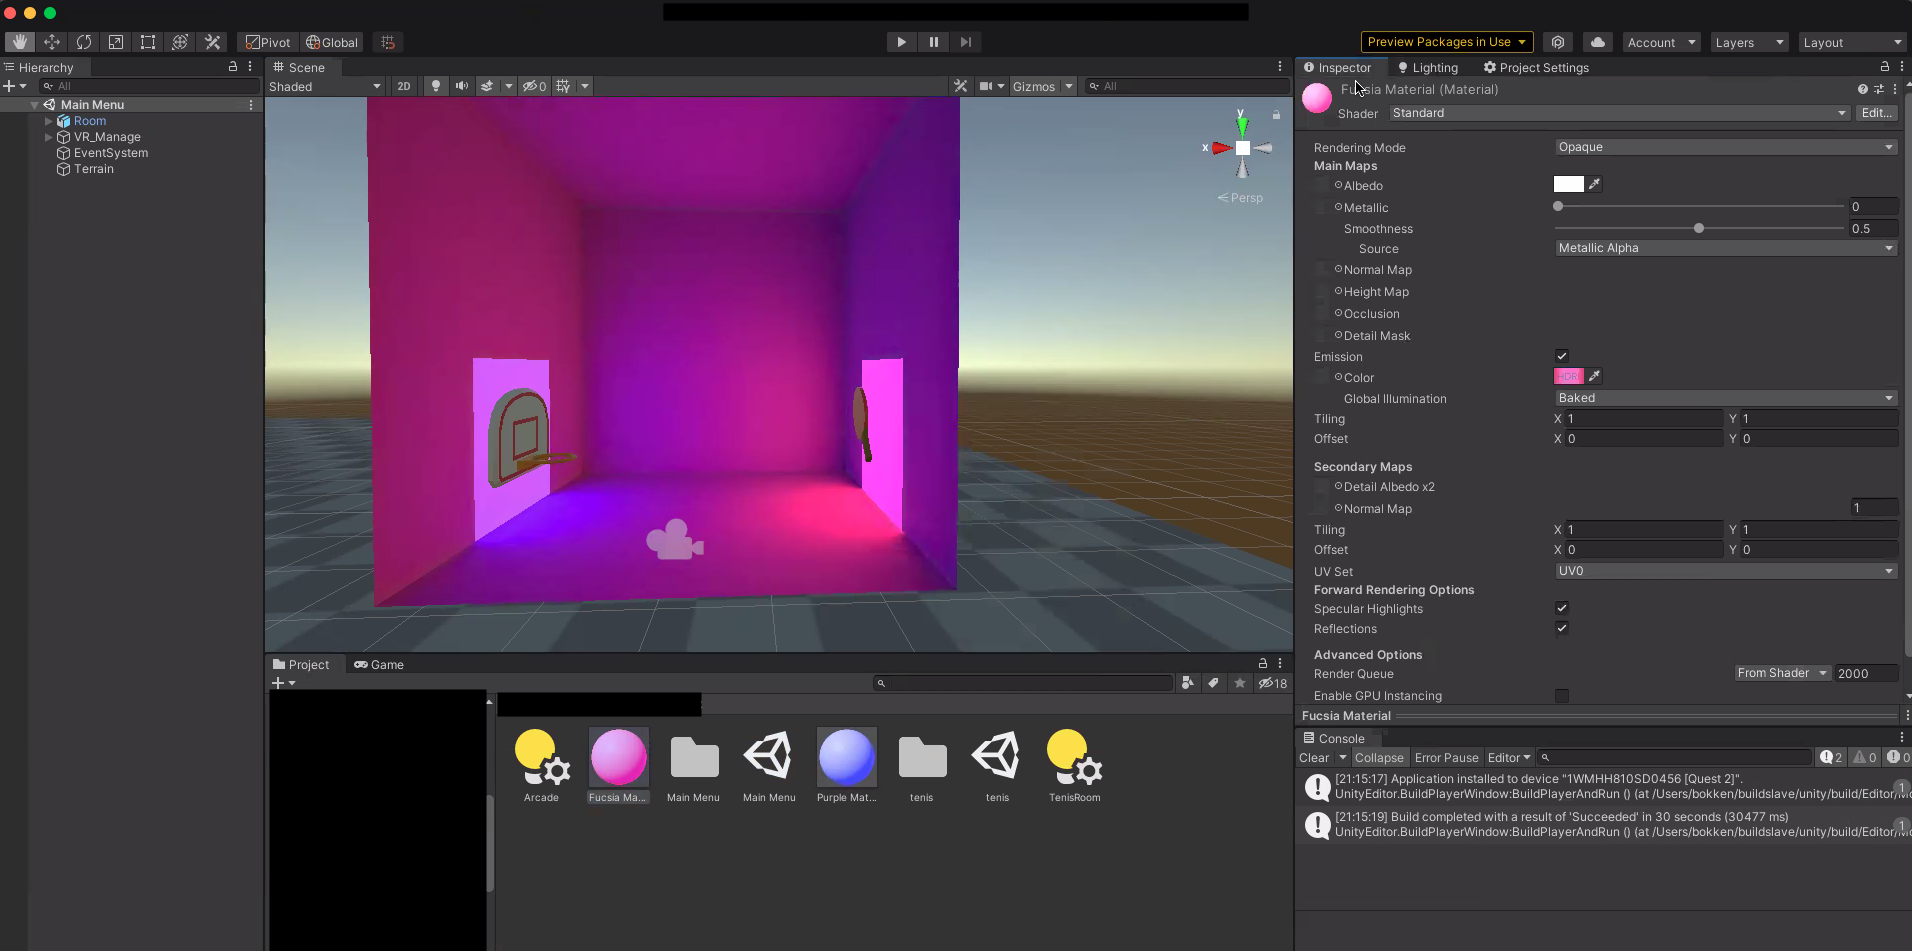 Pivot
Global
Preview Packages in Use
Account
Layers
Layout
Hierarchy
All
Main Menu
Room
VR_Manage
EventSystem
Terrain
Scene
Shaded
2D
0
Gizmos
All
y
x
Persp
Inspector
Lighting
Project Settings
Fucsia Material (Material)
Shader
Standard
Edit...
Rendering Mode
Opaque
Main Maps
Albedo
Metallic
0
Smoothness
0.5
Source
Metallic Alpha
Normal Map
Height Map
Occlusion
Detail Mask
Emission
Color
HDR
Global Illumination
Baked
Tiling X 1 Y 1
Offset X 0 Y 0
Secondary Maps
Detail Albedo x2
Normal Map
1
Tiling X 1 Y 1
Offset X 0 Y 0
UV Set
UV0
Forward Rendering Options
Specular Highlights
Reflections
Advanced Options
Render Queue
From Shader
2000
Enable GPU Instancing
Fucsia Material
Project
Game
18
Arcade
Fucsia Ma...
Main Menu
Main Menu
Purple Mat...
tenis
tenis
TenisRoom
Console
Clear
Collapse
Error Pause
Editor
2
0
0
[21:15:17] Application installed to device "1WMHH810SD0456 [Quest 2]".
UnityEditor.BuildPlayerWindow:BuildPlayerAndRun () (at /Users/bokken/buildslave/unity/build/Editor/Mo
1
[21:15:19] Build completed with a result of 'Succeeded' in 30 seconds (30477 ms)
UnityEditor.BuildPlayerWindow:BuildPlayerAndRun () (at /Users/bokken/buildslave/unity/build/Editor/Mo
1